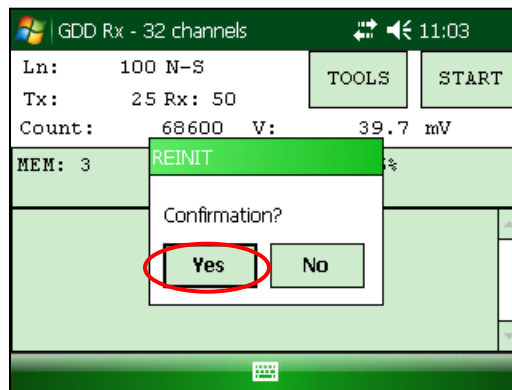 GDD Rx - 32 channels 11:03
Ln: 100 N-S
TOOLS START
Tx: 25 Rx: 50
Count: 68600 V: 39.7 mV
MEM: 3 %
REINIT
Confirmation?
Yes No